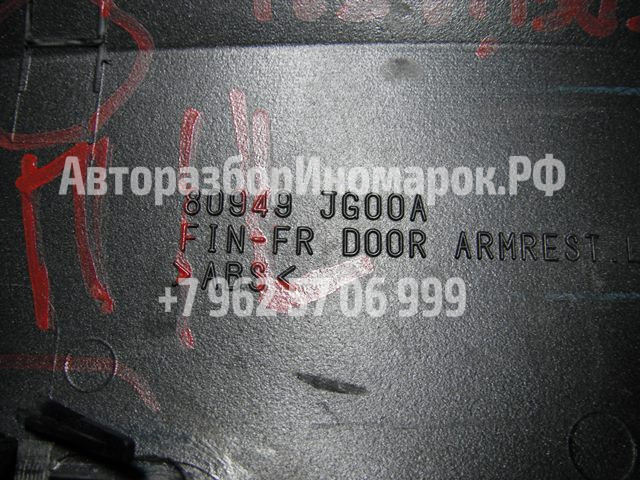 АвторазборИномарок.РФ
80949 JG00A
FIN-FR DOOR ARMREST.L
>ABS<
+7962 57 06 999